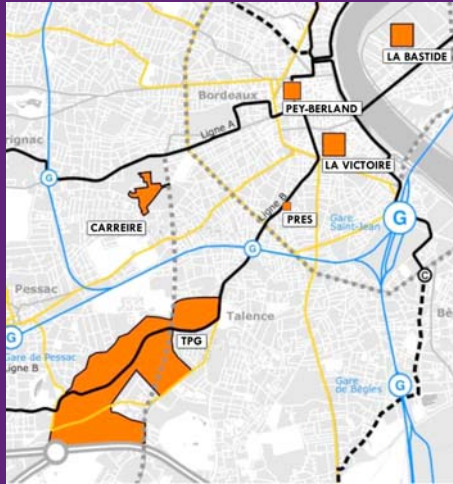 LA BASTIDE
Bordeaux
PEY-BERLAND
rignac
Ligne A
LA VICTOIRE
G
CARREIRE
Ligne B
PRES
Gare
Saint-Jean
G
G
C
Pessac
Bè
Talence
G
TPG
Gare de Pessac
Ligne B
Gare
de Bègles
G